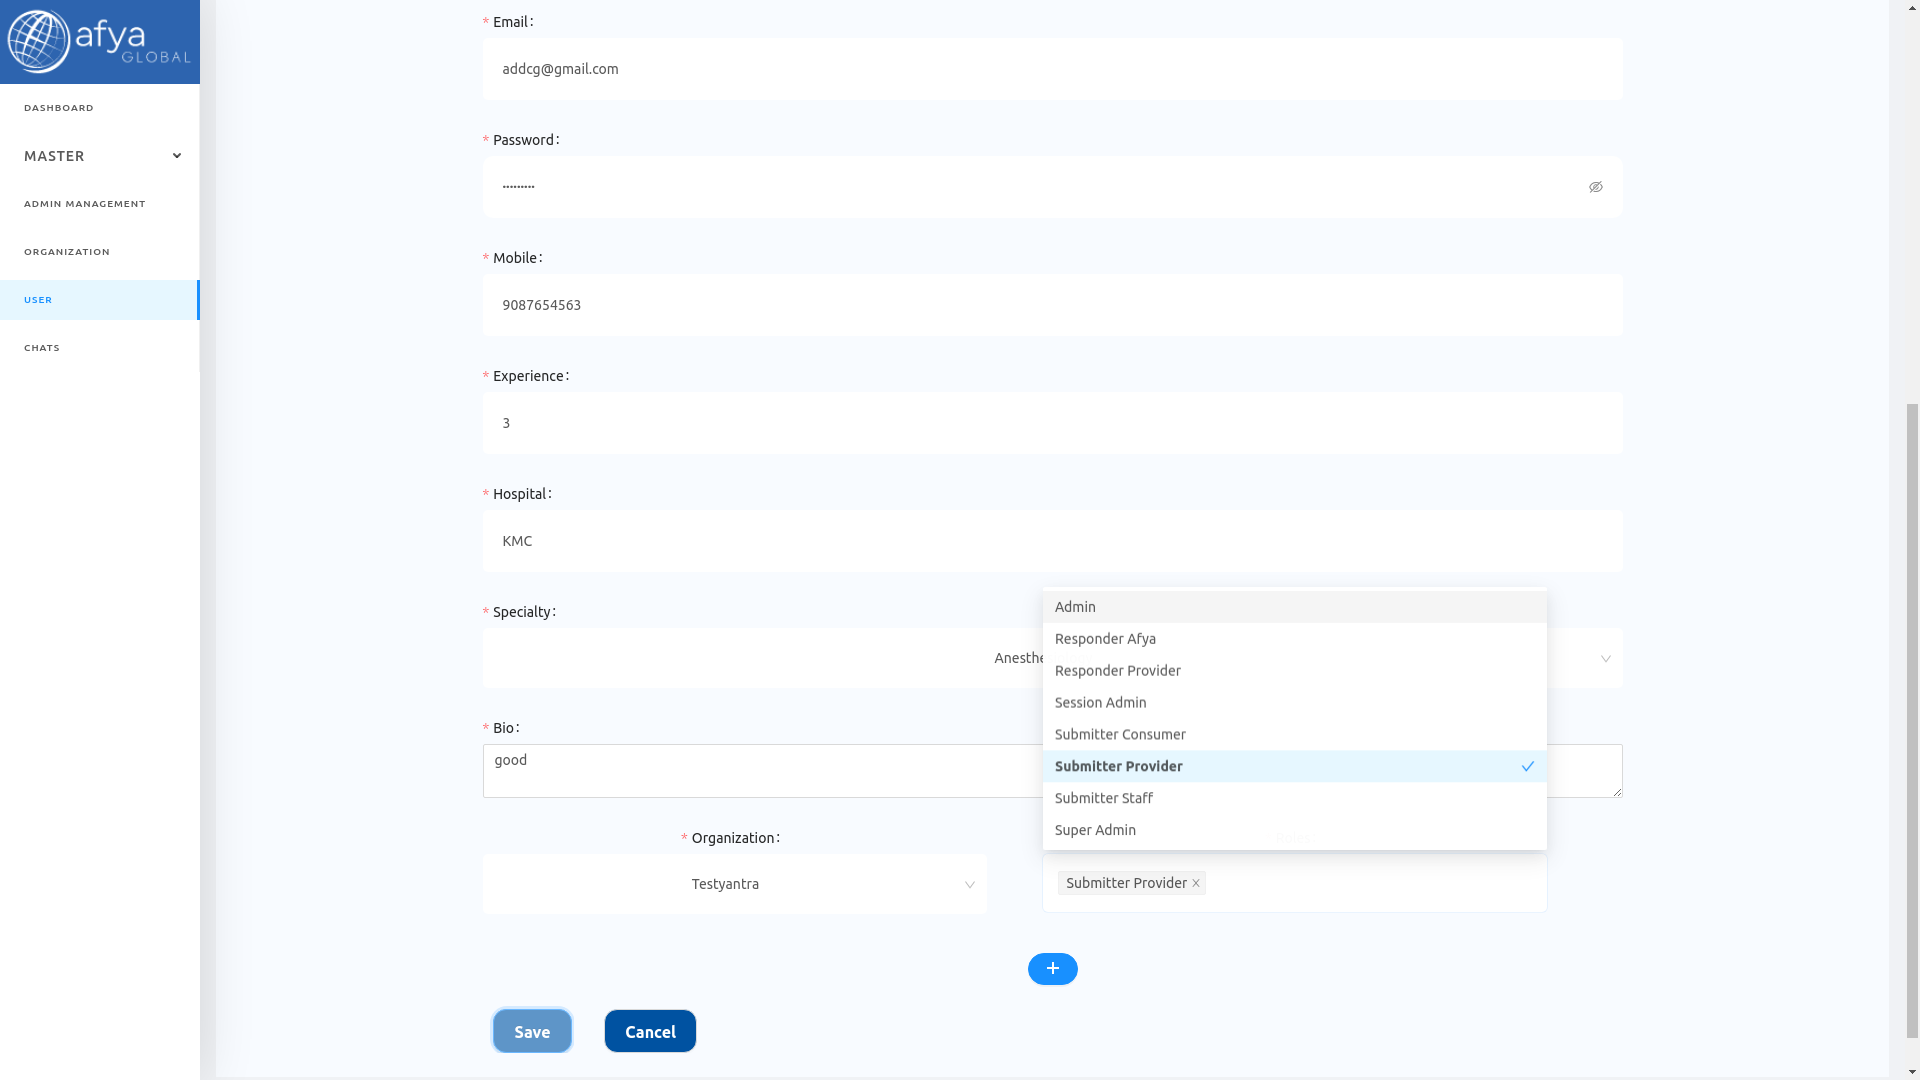 afya
GLOBAL
DASHBOARD
MASTER
ADMIN MANAGEMENT
ORGANIZATION
USER
CHATS
* Email:
addcg@gmail.com
* Password:
•••••••••
* Mobile:
9087654563
* Experience:
3
* Hospital:
KMC
* Specialty:
Anesthe
* Bio:
good
Admin
Responder Afya
Responder Provider
Session Admin
Submitter Consumer
Submitter Provider
Submitter Staff
Super Admin
* Organization:
Testyantra
Submitter Provider
Save
Cancel